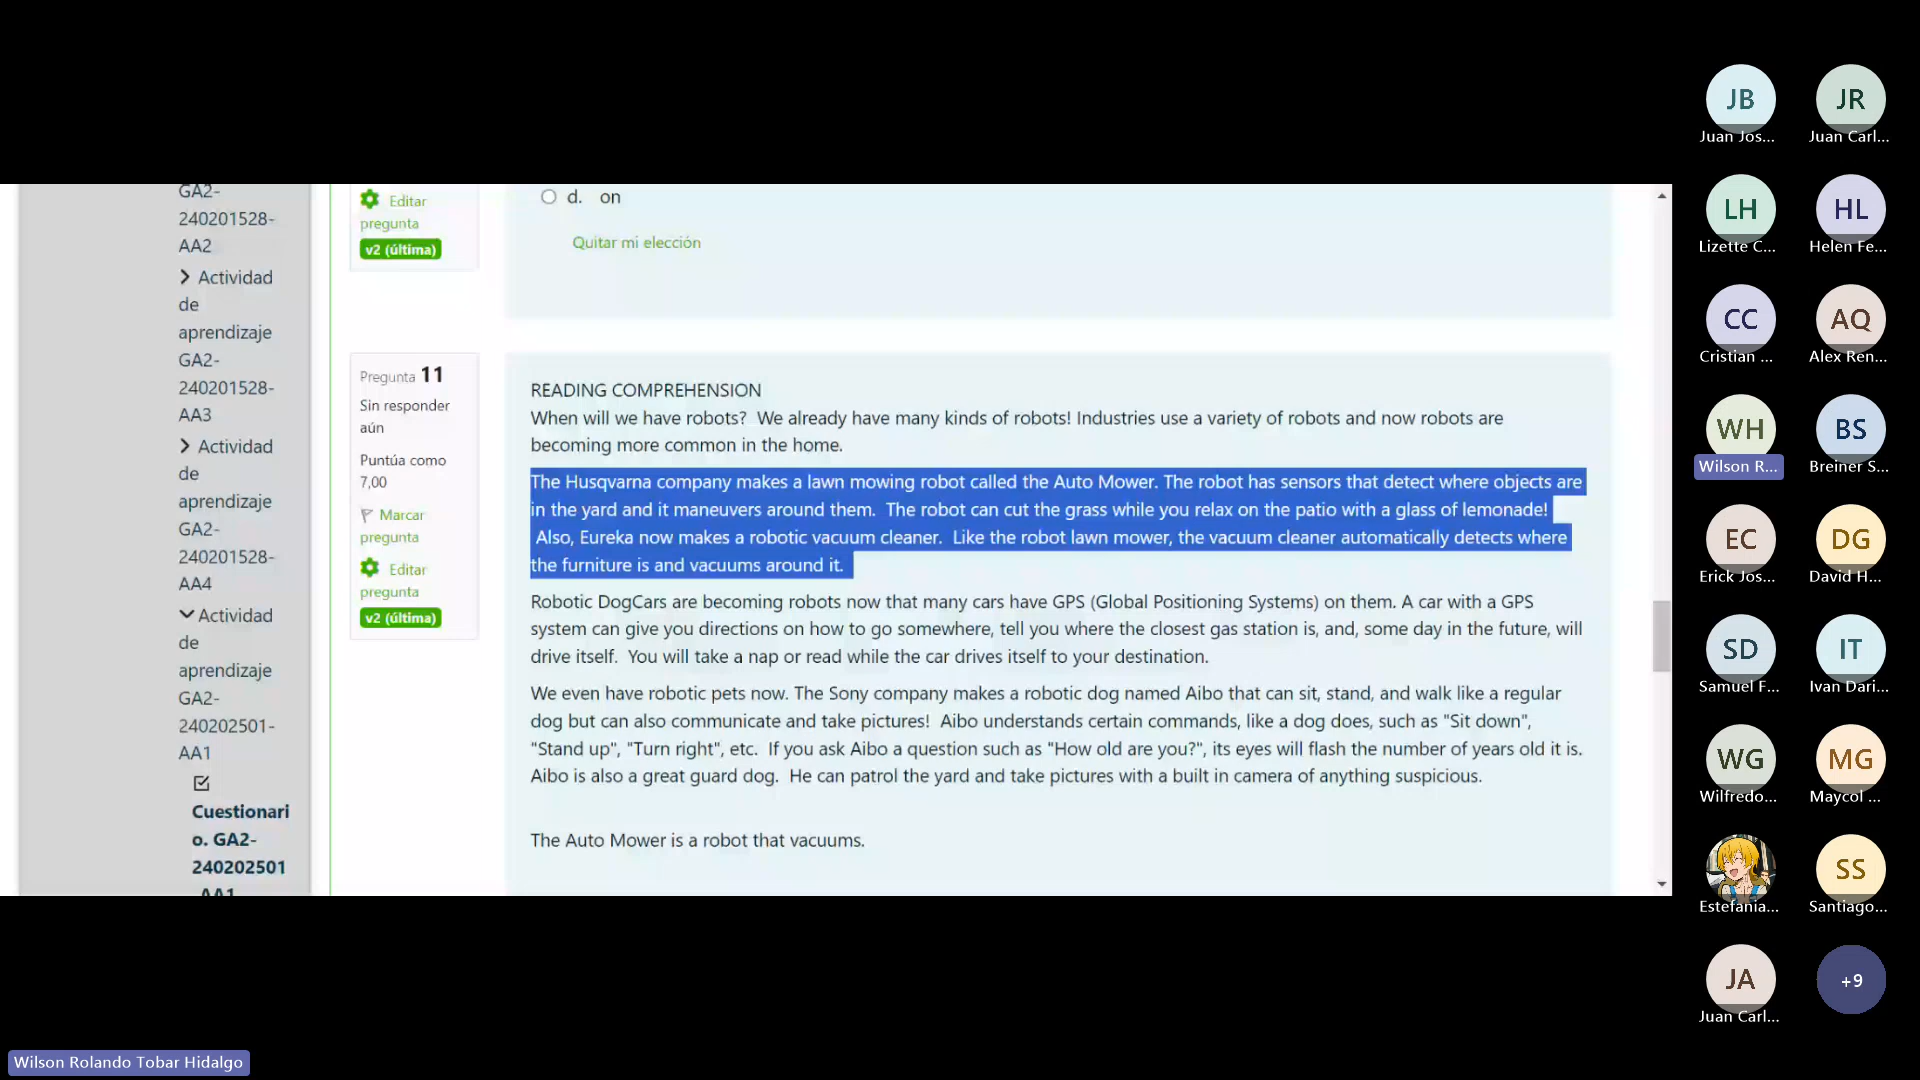 GA2-
240201528-
AA2
Actividad
de
aprendizaje
GA2-
240201528-
AA3
Actividad
de
aprendizaje
GA2-
240201528-
AA4
Actividad
de
aprendizaje
GA2-
240202501-
AA1
Cuestionari
o. GA2-
240202501
-AA1
Editar
pregunta
v2 (última)
d. on
Quitar mi elección
Pregunta 11
Sin responder
aún
Puntúa como
7,00
Marcar
pregunta
Editar
pregunta
v2 (última)
READING COMPREHENSION
When will we have robots? We already have many kinds of robots! Industries use a variety of robots and now robots are
becoming more common in the home.
The Husqvarna company makes a lawn mowing robot called the Auto Mower. The robot has sensors that detect where objects are
in the yard and it maneuvers around them. The robot can cut the grass while you relax on the patio with a glass of lemonade!
Also, Eureka now makes a robotic vacuum cleaner. Like the robot lawn mower, the vacuum cleaner automatically detects where
the furniture is and vacuums around it.
Robotic DogCars are becoming robots now that many cars have GPS (Global Positioning Systems) on them. A car with a GPS
system can give you directions on how to go somewhere, tell you where the closest gas station is, and, some day in the future, will
drive itself. You will take a nap or read while the car drives itself to your destination.
We even have robotic pets now. The Sony company makes a robotic dog named Aibo that can sit, stand, and walk like a regular
dog but can also communicate and take pictures! Aibo understands certain commands, like a dog does, such as "Sit down",
"Stand up", "Turn right", etc. If you ask Aibo a question such as "How old are you?", its eyes will flash the number of years old it is.
Aibo is also a great guard dog. He can patrol the yard and take pictures with a built in camera of anything suspicious.
The Auto Mower is a robot that vacuums.
JB
Juan Jos...
JR
Juan Carl...
LH
Lizette C...
HL
Helen Fe...
CC
Cristian ...
AQ
Alex Ren...
WH
Wilson R...
BS
Breiner S...
EC
Erick Jos...
DG
David H...
SD
Samuel F...
IT
Ivan Dari...
WG
Wilfredo...
MG
Maycol ...
Estefania...
SS
Santiago...
JA
Juan Carl...
+9
Wilson Rolando Tobar Hidalgo